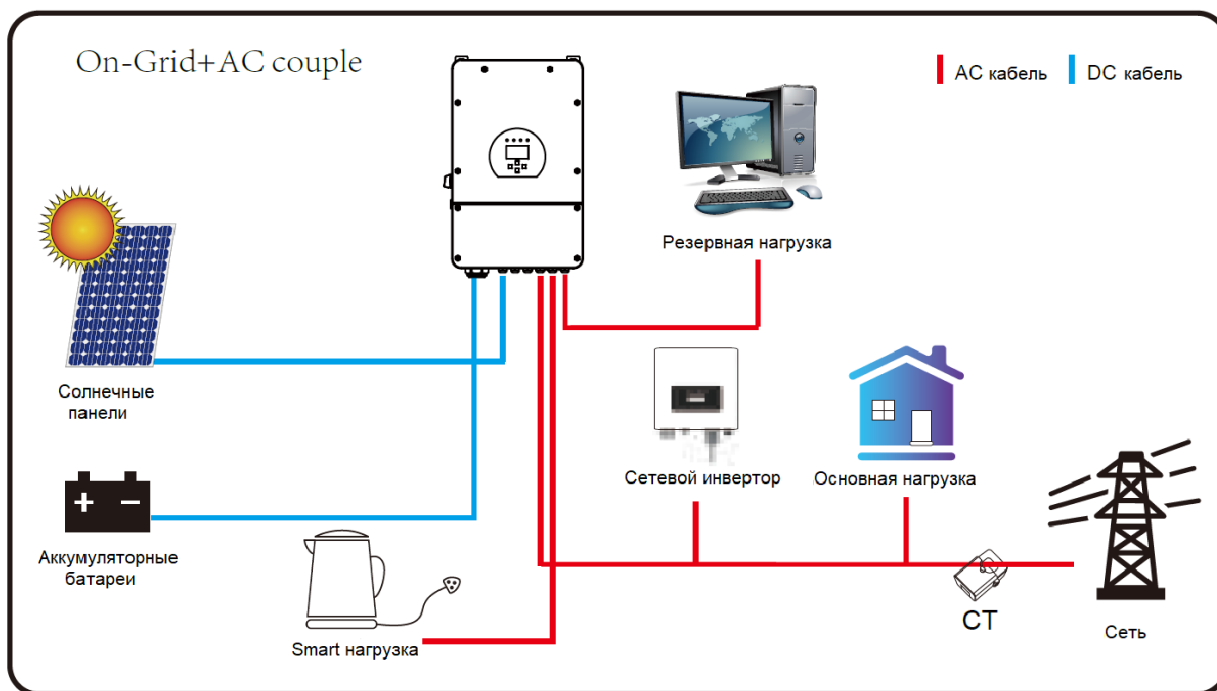 On-Grid+AC couple
AC кабель
DC кабель
Резервная нагрузка
Солнечные
панели
Сетевой инвертор
Основная нагрузка
+ −
Аккумуляторные
батареи
Smart нагрузка
CT
Сеть